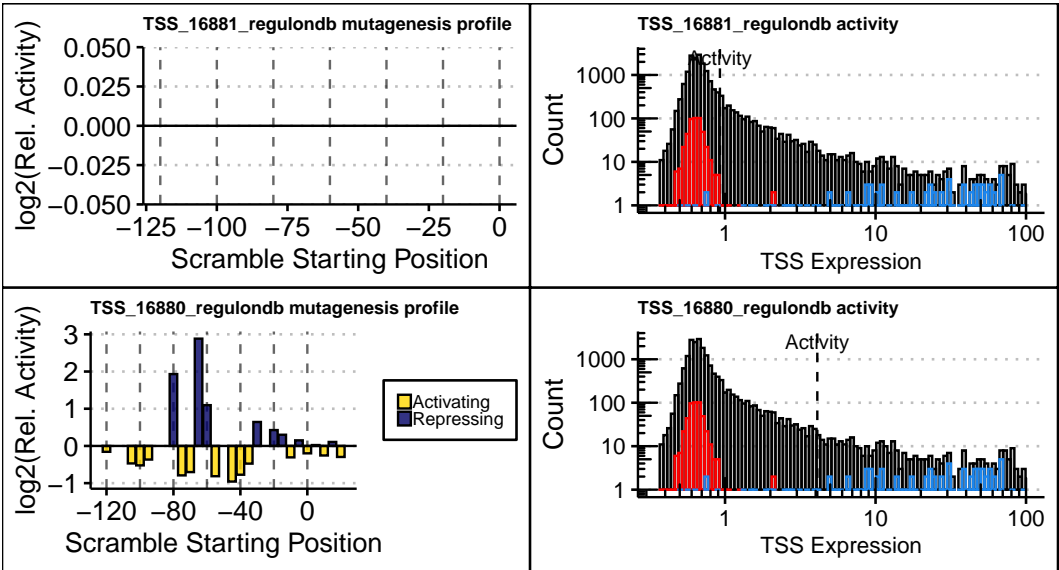 TSS_16881_regulondb mutagenesis profile
log2(Rel. Activity)
0.050
0.025
0.000
−0.025
−0.050
−125 −100 −75 −50 −25 0
Scramble Starting Position
TSS_16881_regulondb activity
Activity
Count
1000
100
10
1
1 10 100
TSS Expression
TSS_16880_regulondb mutagenesis profile
log2(Rel. Activity)
3
2
1
0
−1
−120 −80 −40 0
Scramble Starting Position
Activating
Repressing
TSS_16880_regulondb activity
Activity
Count
1000
100
10
1
1 10 100
TSS Expression